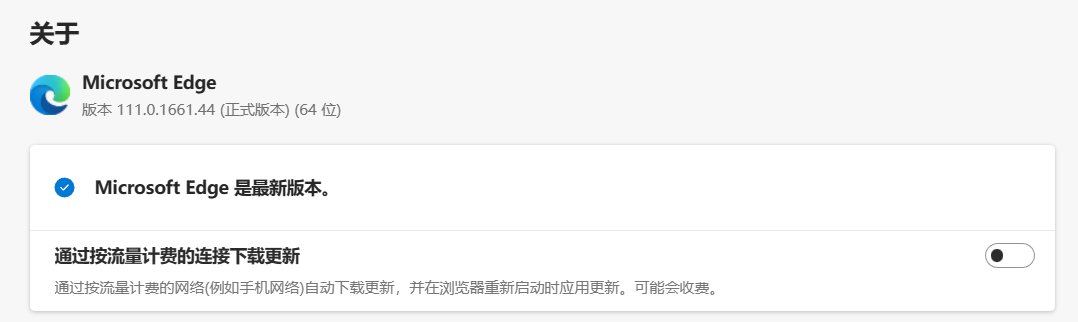 关于
Microsoft Edge
版本 111.0.1661.44 (正式版本) (64 位)
Microsoft Edge 是最新版本。
通过按流量计费的连接下载更新
通过按流量计费的网络(例如手机网络)自动下载更新，并在浏览器重新启动时应用更新。可能会收费。